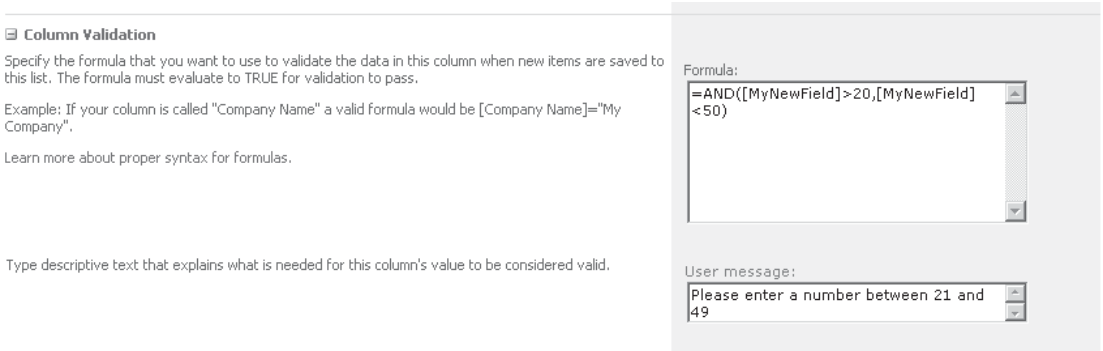 Column Validation
Specify the formula that you want to use to validate the data in this column when new items are saved to
this list. The formula must evaluate to TRUE for validation to pass.
Example: If your column is called "Company Name" a valid formula would be [Company Name]="My
Company".
Learn more about proper syntax for formulas.
Formula:
=AND([MyNewField]>20,[MyNewField]
<50)
Type descriptive text that explains what is needed for this column's value to be considered valid.
User message:
Please enter a number between 21 and
49